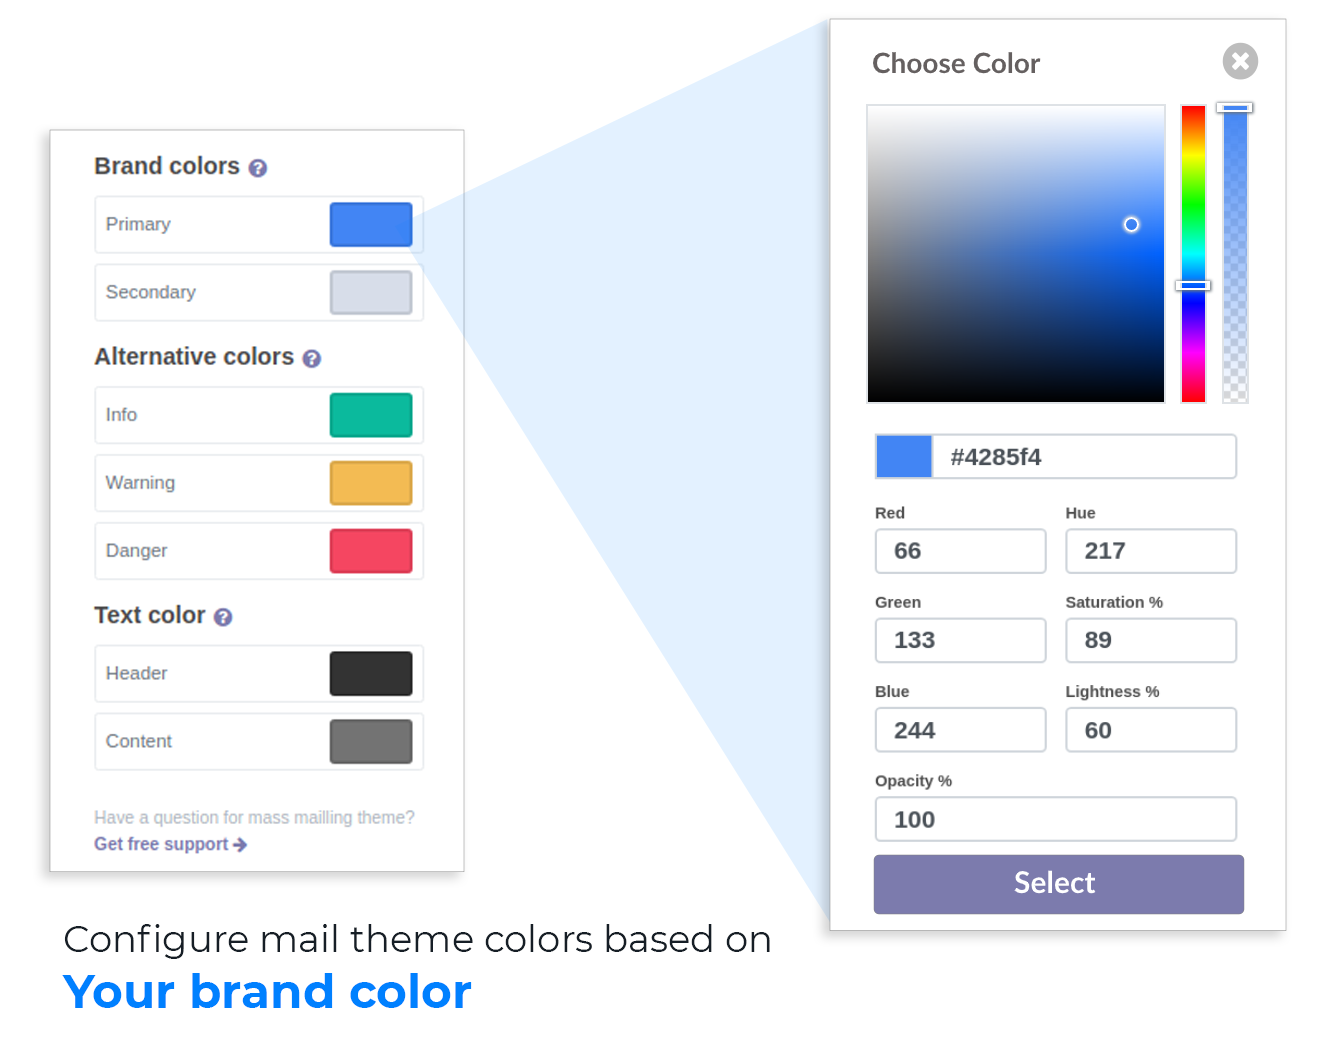 Brand colors
Primary
Secondary
Alternative colors
Info
Warning
Danger
Text color
Header
Content
Have a question for mass mailling theme?
Get free support
Configure mail theme colors based on
Your brand color
Choose Color
#4285f4
Red
Hue
66
217
Green
Saturation %
133
89
Blue
Lightness %
244
60
Opacity %
100
Select